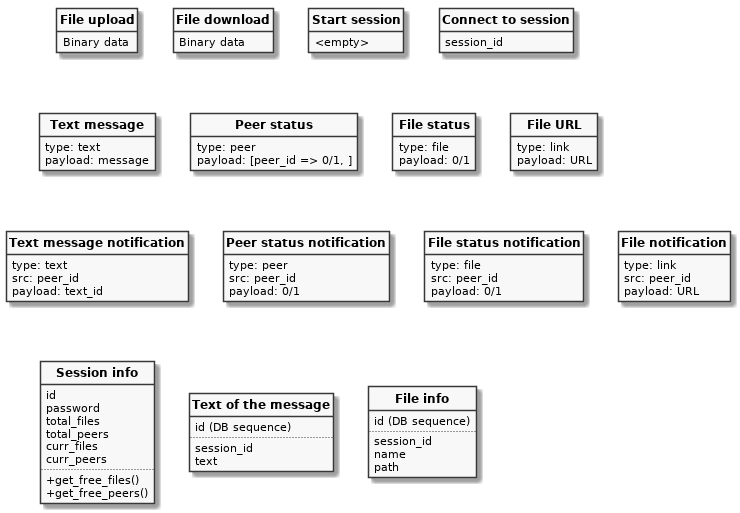 File upload
Binary data
File download
Binary data
Start session
<empty>
Connect to session
session_id
Text message
type: text
payload: message
Peer status
type: peer
payload: [peer_id => 0/1, ]
File status
type: file
payload: 0/1
File URL
type: link
payload: URL
Text message notification
type: text
src: peer_id
payload: text_id
Peer status notification
type: peer
src: peer_id
payload: 0/1
File status notification
type: file
src: peer_id
payload: 0/1
File notification
type: link
src: peer_id
payload: URL
Session info
id
password
total_files
total_peers
curr_files
curr_peers
+get_free_files()
+get_free_peers()
Text of the message
id (DB sequence)
session_id
text
File info
id (DB sequence)
session_id
name
path